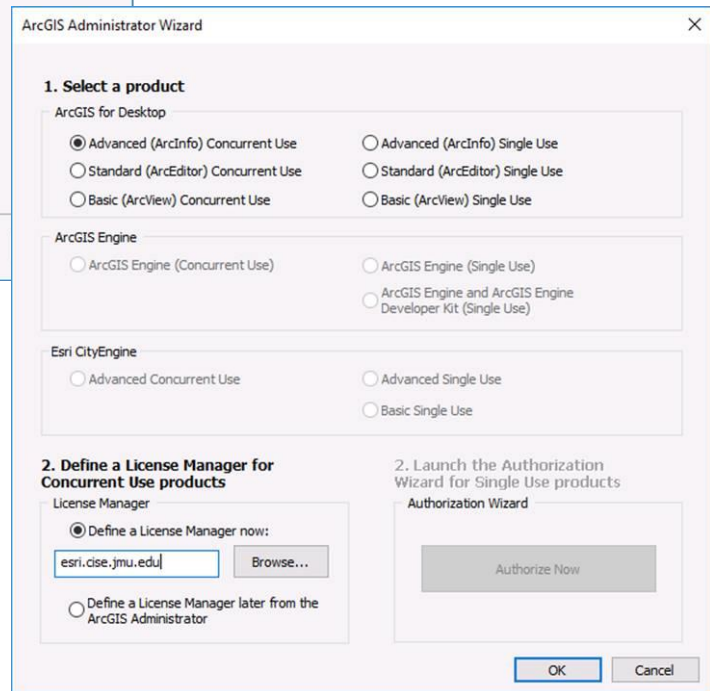 ArcGIS Administrator Wizard
1. Select a product
ArcGIS for Desktop
Advanced (ArcInfo) Concurrent Use
Advanced (ArcInfo) Single Use
Standard (ArcEditor) Concurrent Use
Standard (ArcEditor) Single Use
Basic (ArcView) Concurrent Use
Basic (ArcView) Single Use
ArcGIS Engine
ArcGIS Engine (Concurrent Use)
ArcGIS Engine (Single Use)
ArcGIS Engine and ArcGIS Engine
Developer Kit (Single Use)
Esri CityEngine
Advanced Concurrent Use
Advanced Single Use
Basic Single Use
2. Define a License Manager for
Concurrent Use products
License Manager
Define a License Manager now:
esri.cise.jmu.edu
Browse...
Define a License Manager later from the
ArcGIS Administrator
2. Launch the Authorization
Wizard for Single Use products
Authorization Wizard
Authorize Now
OK
Cancel